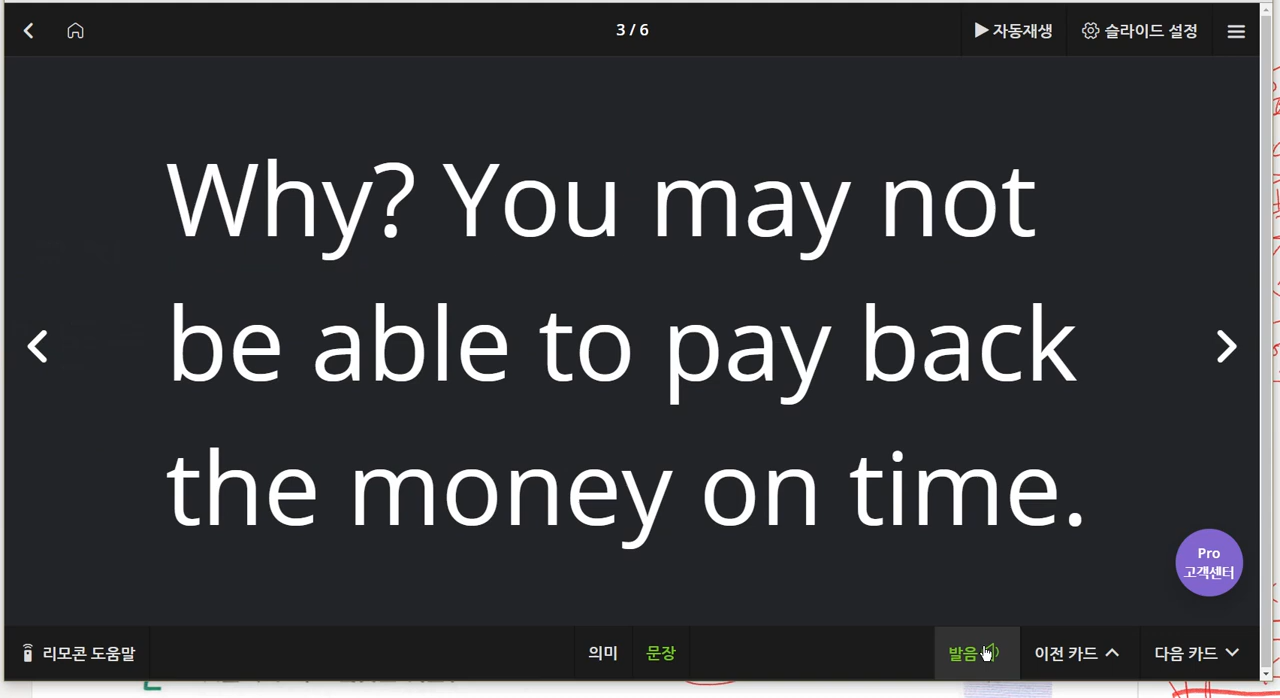 3 / 6
자동재생
슬라이드 설정
Why? You may not
be able to pay back
the money on time.
Pro
고객센터
리모콘 도움말
의미
문장
발음
이전 카드
다음 카드